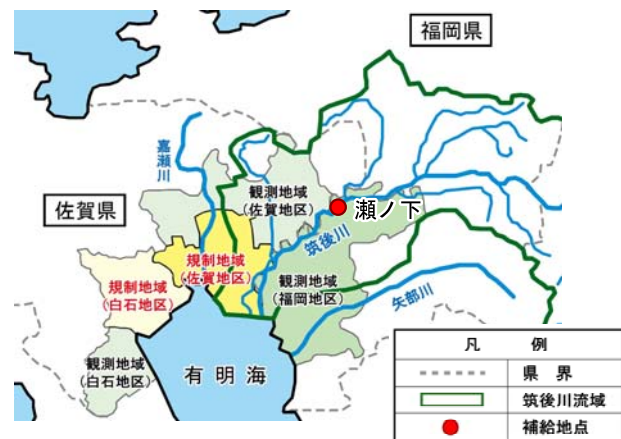 福岡県
嘉瀬川
観測地域
(佐賀地区)
瀬ノ下
佐賀県
筑後川
規制地域
(佐賀地区)
規制地域
(白石地区)
観測地域
(福岡地区)
矢部川
観測地域
(白石地区)
有明海
凡 例
県 界
筑後川流域
補給地点